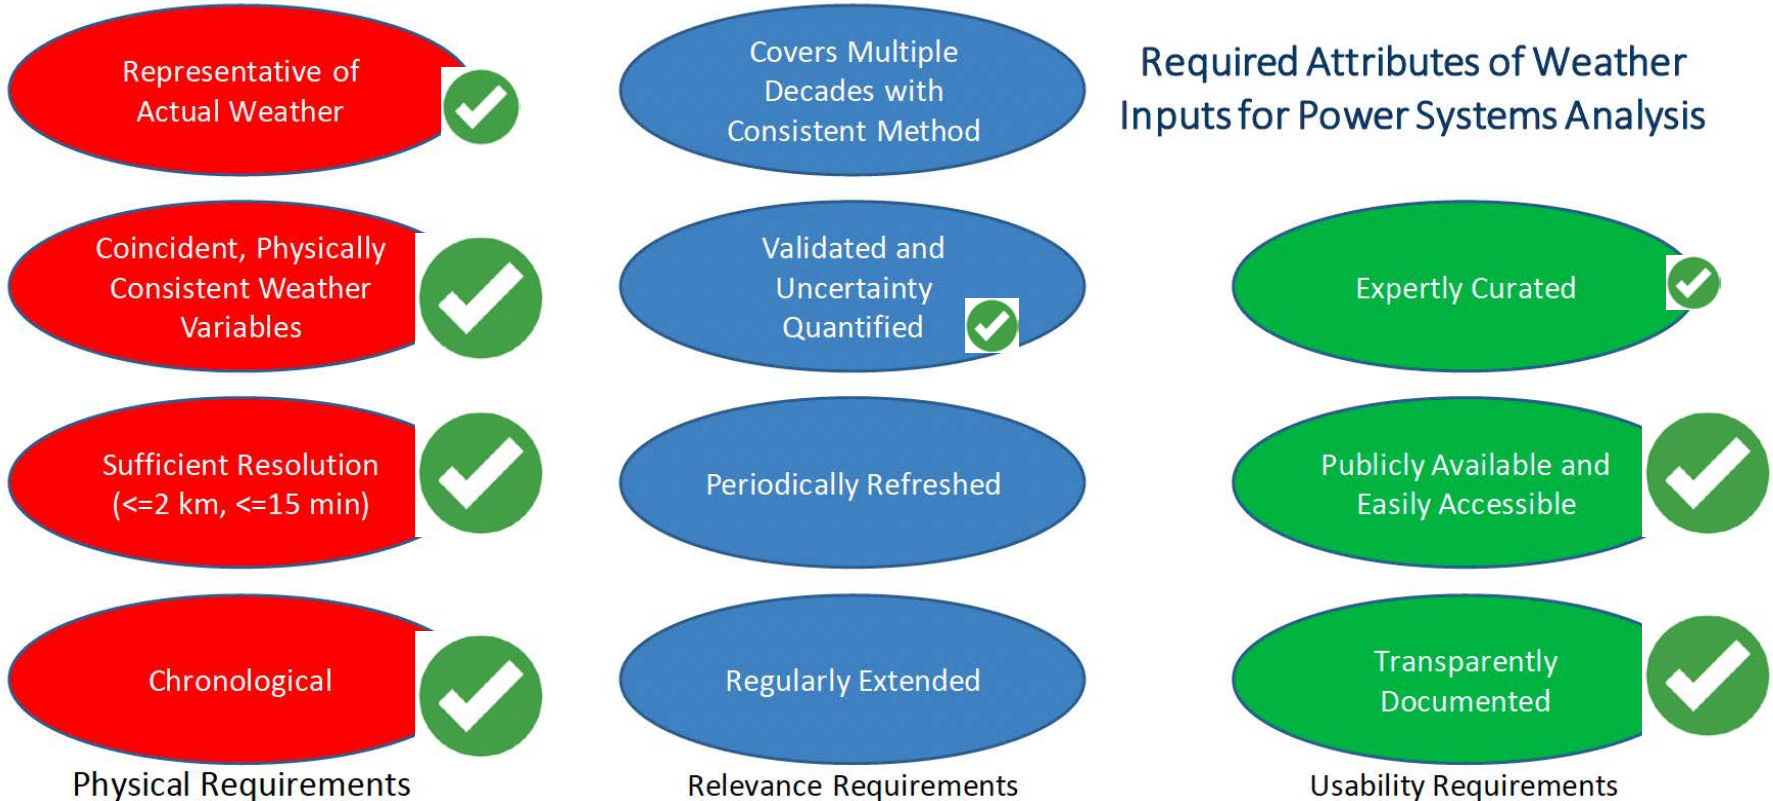 Required Attributes of Weather
Inputs for Power Systems Analysis
Representative of
Actual Weather
Coincident, Physically
Consistent Weather
Variables
Sufficient Resolution
(<=2 km, <=15 min)
Chronological
Physical Requirements
Covers Multiple
Decades with
Consistent Method
Validated and
Uncertainty
Quantified
Periodically Refreshed
Regularly Extended
Relevance Requirements
Expertly Curated
Publicly Available and
Easily Accessible
Transparently
Documented
Usability Requirements